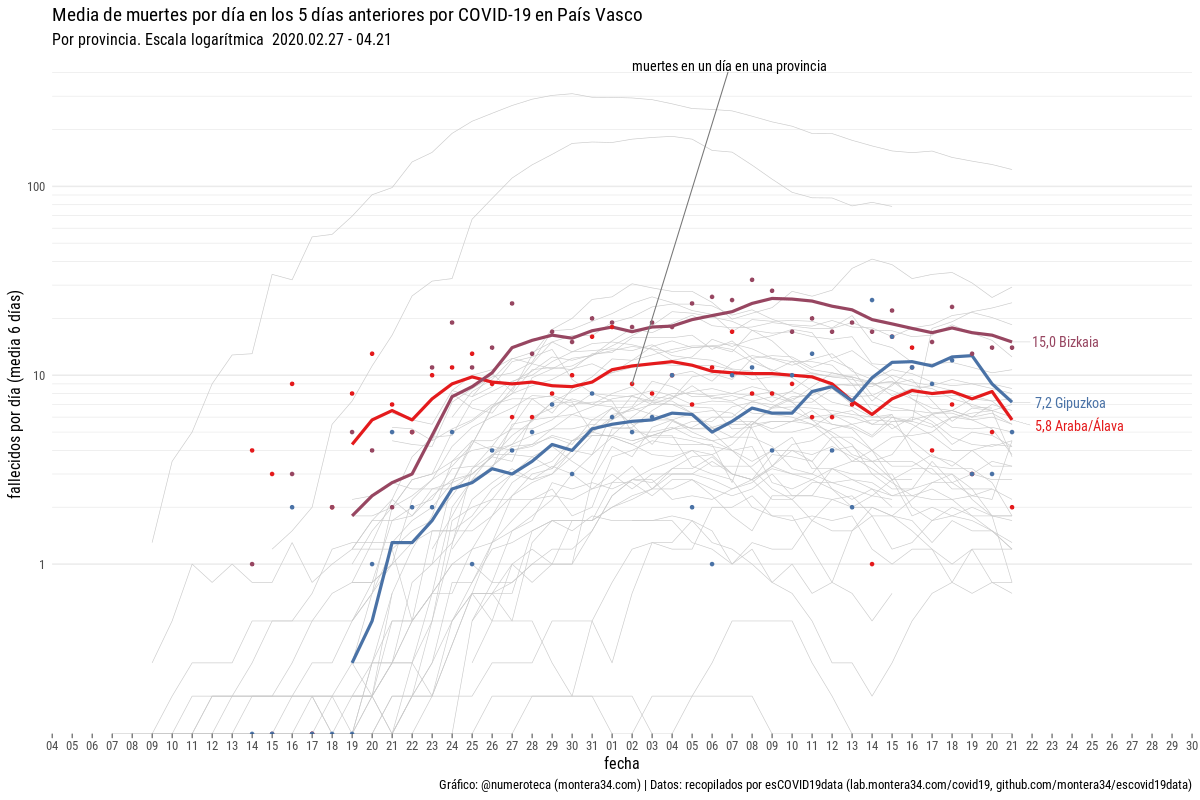 Media de muertes por día en los 5 días anteriores por COVID-19 en País Vasco
Por provincia. Escala logarítmica  2020.02.27 - 04.21
muertes en un día en una provincia
100
10
1
fallecidos por día (media 6 días)
15,0 Bizkaia
7,2 Gipuzkoa
5,8 Araba/Álava
04 05 06 07 08 09 10 11 12 13 14 15 16 17 18 19 20 21 22 23 24 25 26 27 28 29 30 31 01 02 03 04 05 06 07 08 09 10 11 12 13 14 15 16 17 18 19 20 21 22 23 24 25 26 27 28 29 30
fecha
Gráfico: @numeroteca (montera34.com) | Datos: recopilados por esCOVID19data (lab.montera34.com/covid19, github.com/montera34/escovid19data)